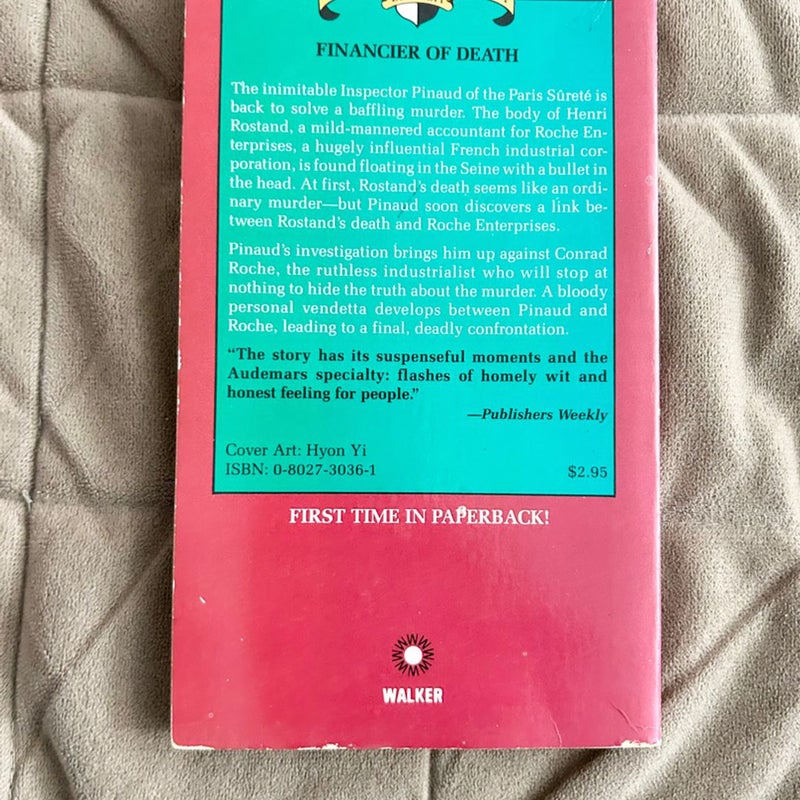 FINANCIER OF DEATH
The inimitable Inspector Pinaud of the Paris Sûreté is
back to solve a baffling murder. The body of Henri
Rostand, a mild-mannered accountant for Roche En-
terprises, a hugely influential French industrial cor-
poration, is found floating in the Seine with a bullet in
the head. At first, Rostand's death seems like an ordi-
nary murder—but Pinaud soon discovers a link be-
tween Rostand's death and Roche Enterprises.
Pinaud's investigation brings him up against Conrad
Roche, the ruthless industrialist who will stop at
nothing to hide the truth about the murder. A bloody
personal vendetta develops between Pinaud and
Roche, leading to a final, deadly confrontation.
“The story has its suspenseful moments and the
Audemars specialty: flashes of homely wit and
honest feeling for people.”
—Publishers Weekly
Cover Art: Hyon Yi
ISBN: 0-8027-3036-1 $2.95
FIRST TIME IN PAPERBACK!
WALKER